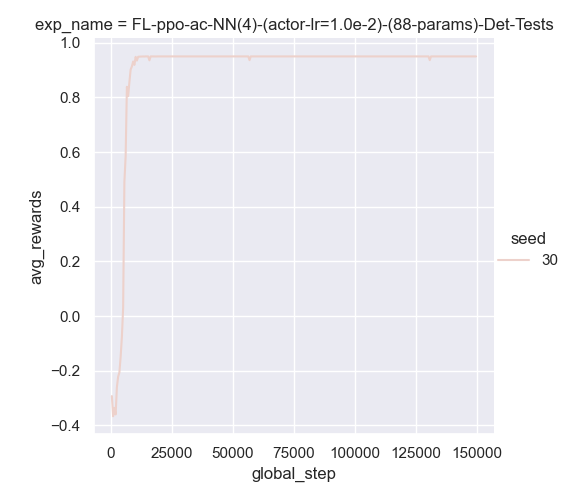 exp_name = FL-ppo-ac-NN(4)-(actor-lr=1.0e-2)-(88-params)-Det-Tests
1.0
0.8
0.6
0.4
0.2
0.0
−0.2
−0.4
avg_rewards
0 25000 50000 75000 100000 125000 150000
global_step
seed
30